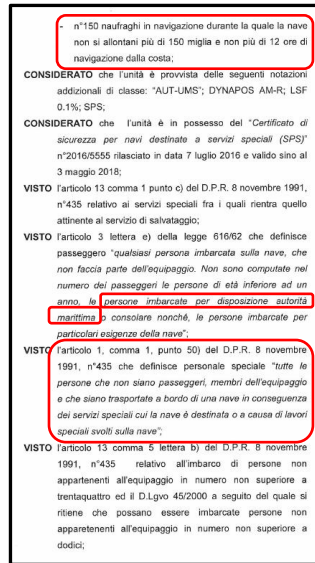 - n°150 naufraghi in navigazione durante la quale la nave
non si allontani più di 150 miglia e non più di 12 ore di
navigazione dalla costa;
CONSIDERATO che l'unità è provvista delle seguenti notazioni
addizionali di classe: "AUT-UMS"; DYNAPOS AM-R; LSF
0.1%; SPS;
CONSIDERATO che l'unità è in possesso del "Certificato di
sicurezza per navi destinate a servizi speciali (SPS)"
n°2016/5555 rilasciato in data 7 luglio 2016 e valido sino al
3 maggio 2018;
VISTO l'articolo 13 comma 1 punto c) del D.P.R. 8 novembre 1991,
n°435 relativo ai servizi speciali fra i quali rientra quello
attinente al servizio di salvataggio;
VISTO l'articolo 3 lettera e) della legge 616/62 che definisce
passeggero "qualsiasi persona imbarcata sulla nave, che
non faccia parte dell'equipaggio. Non sono computate nel
numero dei passeggeri le persone di età inferiore ad un
anno, le persone imbarcate per disposizione autorità
marittima o consolare nonché, le persone imbarcate per
particolari esigenze della nave";
VISTO l'articolo 1, comma 1, punto 50) del D.P.R. 8 novembre
1991, n°435 che definisce personale speciale "tutte le
persone che non siano passeggeri, membri dell'equipaggio
e che siano trasportate a bordo di una nave in conseguenza
dei servizi speciali cui la nave è destinata o a causa di lavori
speciali svolti sulla nave";
VISTO l'articolo 13 comma 5 lettera b) del D.P.R. 8 novembre
1991, n°435 relativo all'imbarco di persone non
appartenenti all'equipaggio in numero non superiore a
trentaquattro ed il D.Lgvo 45/2000 a seguito del quale si
ritiene che possano essere imbarcate persone non
apparetenenti all'equipaggio in numero non superiore a
dodici;